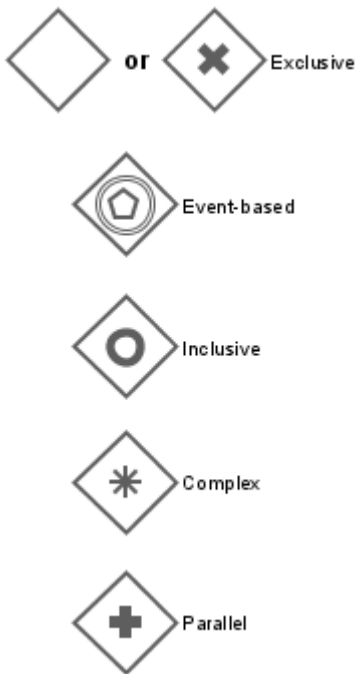 or Exclusive
Event-based
Inclusive
Complex
Parallel